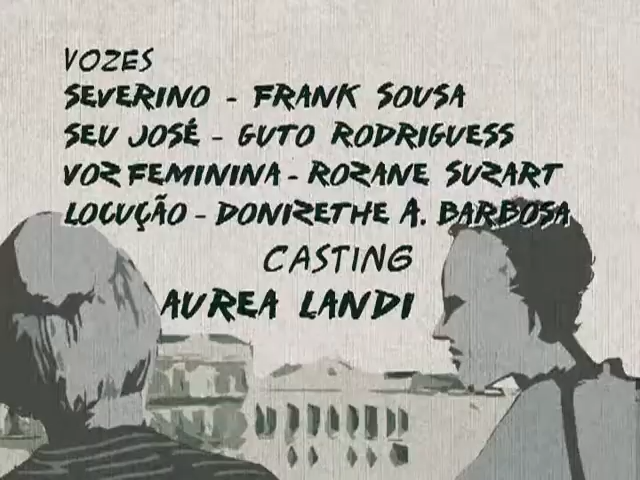 VOZES
SEVERINO - FRANK SOUSA
SEU JOSÉ - GUTO RODRIGUESS
VOZ FEMININA - ROZANE SUZART
LOCUÇÃO - DONIZETHE A. BARBOSA
CASTING
AUREA LANDI